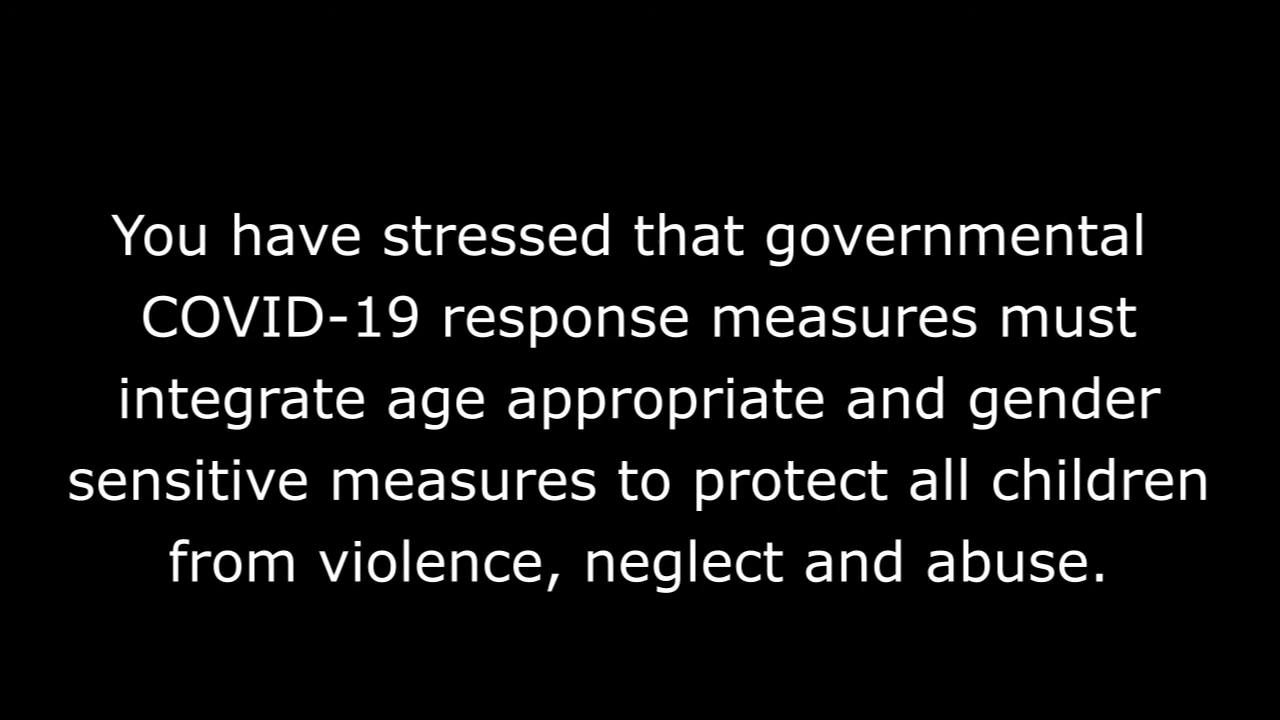 You have stressed that governmental
COVID-19 response measures must
integrate age appropriate and gender
sensitive measures to protect all children
from violence, neglect and abuse.